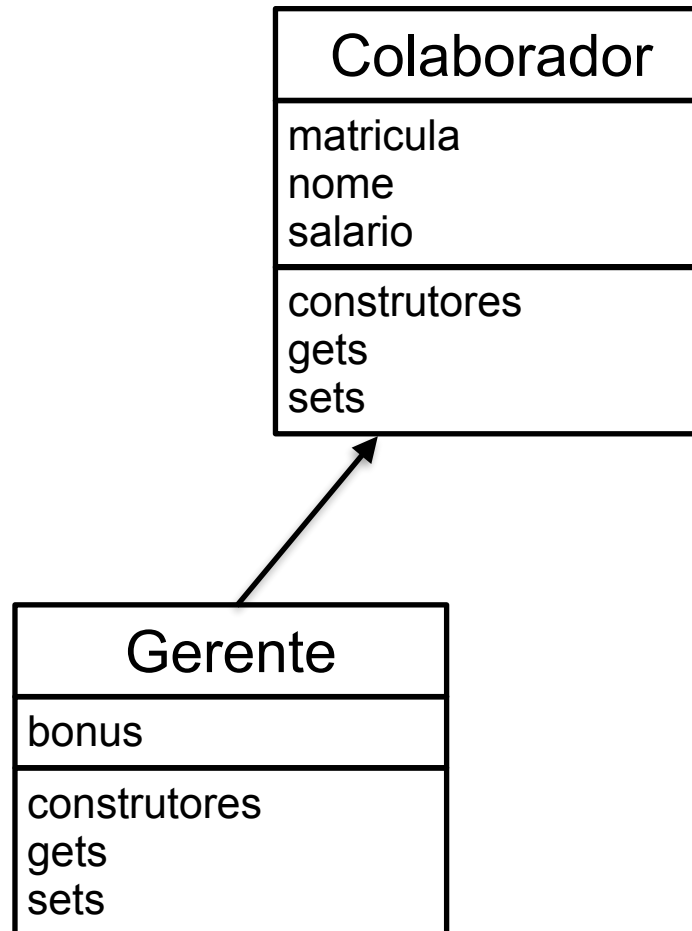 Colaborador
matricula
nome
salario
construtores
gets
sets
Gerente
bonus
construtores
gets
sets